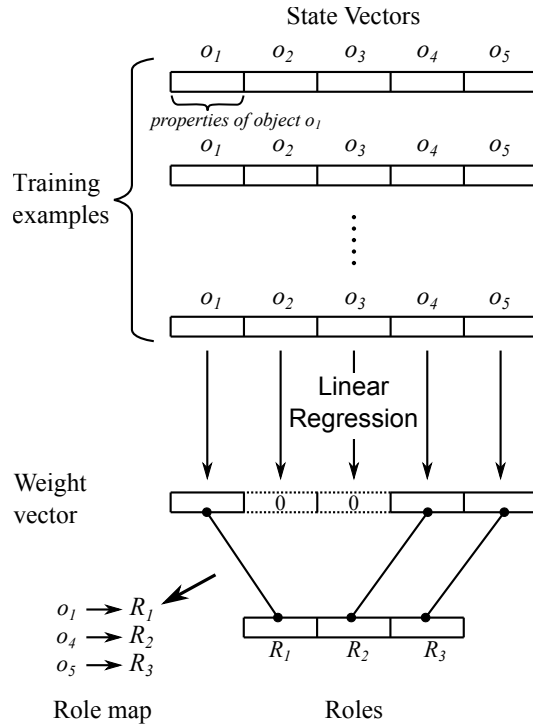 State Vectors
o1 o2 o3 o4 o5
properties of object o1
o1 o2 o3 o4 o5
Training
examples
o1 o2 o3 o4 o5
Linear
Regression
Weight
vector
0 0
o1 → R1
o4 → R2
o5 → R3
R1 R2 R3
Role map
Roles